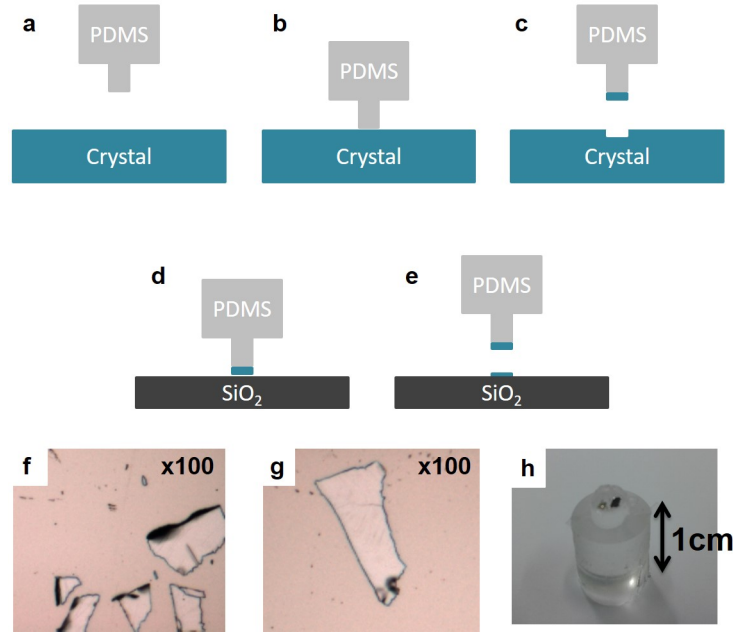 a
PDMS
Crystal
b
PDMS
Crystal
c
PDMS
Crystal
d
PDMS
SiO₂
e
PDMS
SiO₂
f
x100
g
x100
h
1cm